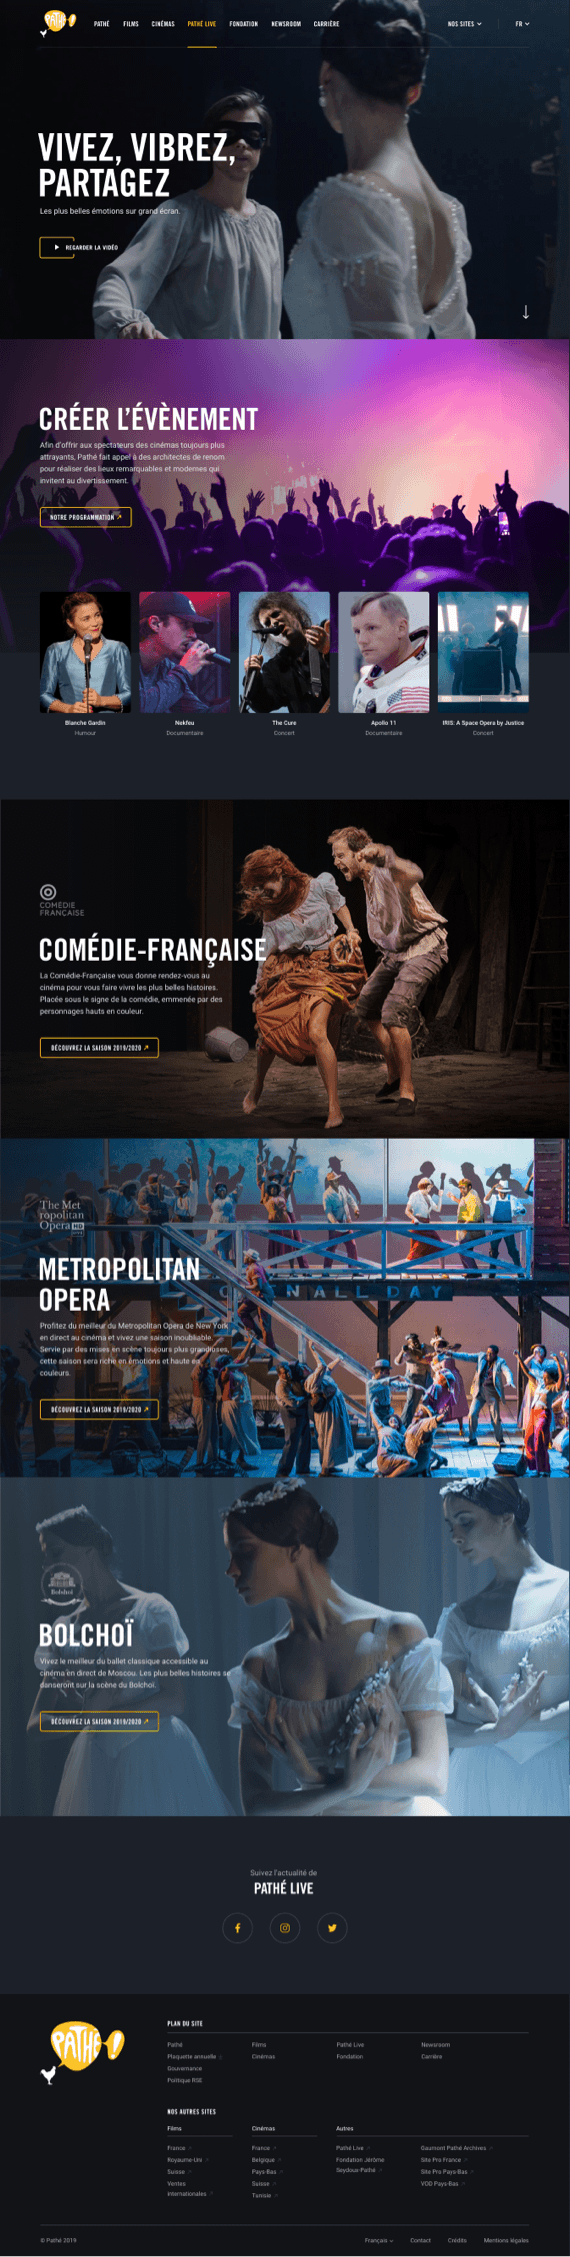 PATHÉ!
PATHÉ FILMS CINÉMAS PATHÉ LIVE FONDATION NEWSROOM CARRIÈRE NOS SITES FR
VIVEZ, VIBREZ,
PARTAGEZ
Les plus belles émotions sur grand écran.
REGARDER LA VIDÉO
CRÉER L'ÉVÈNEMENT
Afin d'offrir aux spectateurs des cinémas toujours plus
attrayants, Pathé fait appel à des architectes de renom
pour réaliser des lieux remarquables et modernes qui
invitent au divertissement.
NOTRE PROGRAMMATION
Blanche Gardin
Humour
Nekfeu
Documentaire
The Cure
Concert
Apollo 11
Documentaire
IRIS: A Space Opera by Justice
Concert
COMÉDIE
FRANÇAISE
COMÉDIE-FRANÇAISE
La Comédie-Française vous donne rendez-vous au
cinéma pour vous faire vivre les plus belles histoires.
Placée sous le signe de la comédie, emmenée par des
personnages hauts en couleur.
DÉCOUVREZ LA SAISON 2019/2020
The Met
ropolitan
Opera HD
METROPOLITAN
OPERA
Profitez du meilleur du Metropolitan Opera de New York
en direct au cinéma et vivez une saison inoubliable.
Servie par des mises en scène toujours plus grandioses,
cette saison sera riche en émotions et haute en
couleurs.
DÉCOUVREZ LA SAISON 2019/2020
N ALL DAY
Bolchoï
BOLCHOÏ
Vivez le meilleur du ballet classique accessible au
cinéma en direct de Moscou. Les plus belles histoires se
danseront sur la scène du Bolchoï.
DÉCOUVREZ LA SAISON 2019/2020
Suivez l'actualité de
PATHÉ LIVE
PATHÉ!
PLAN DU SITE
Pathé Films Pathé Live Newsroom
Plaquette annuelle Cinémas Fondation Carrière
Gouvernance
Politique RSE
NOS AUTRES SITES
Films Cinémas Autres
France France Pathé Live Gaumont Pathé Archives
Royaume-Uni Belgique Fondation Jérôme Site Pro France
Seydoux-Pathé
Suisse Pays-Bas Site Pro Pays-Bas
Ventes Suisse VOD Pays-Bas
internationales Tunisie
© Pathé 2019 Français Contact Crédits Mentions légales